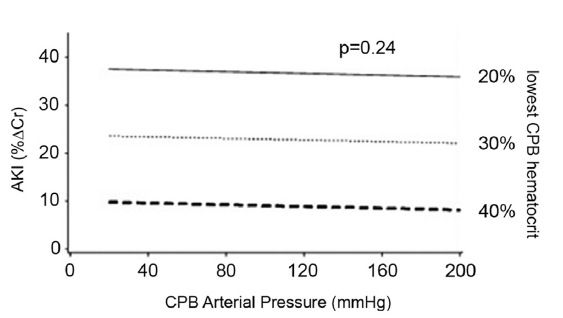 p=0.24
40
30
20
10
0
AKI (%ΔCr)
20%
30%
40%
lowest CPB hematocrit
0 40 80 120 160 200
CPB Arterial Pressure (mmHg)